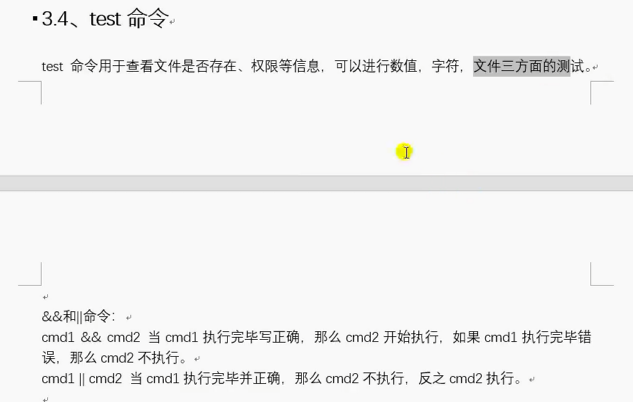 3.4、test 命令
test 命令用于查看文件是否存在、权限等信息，可以进行数值，字符，文件三方面的测试。
&&和||命令：
cmd1 && cmd2 当 cmd1 执行完毕写正确，那么 cmd2 开始执行，如果 cmd1 执行完毕错
误，那么 cmd2 不执行。
cmd1 || cmd2 当 cmd1 执行完毕并正确，那么 cmd2 不执行，反之 cmd2 执行。